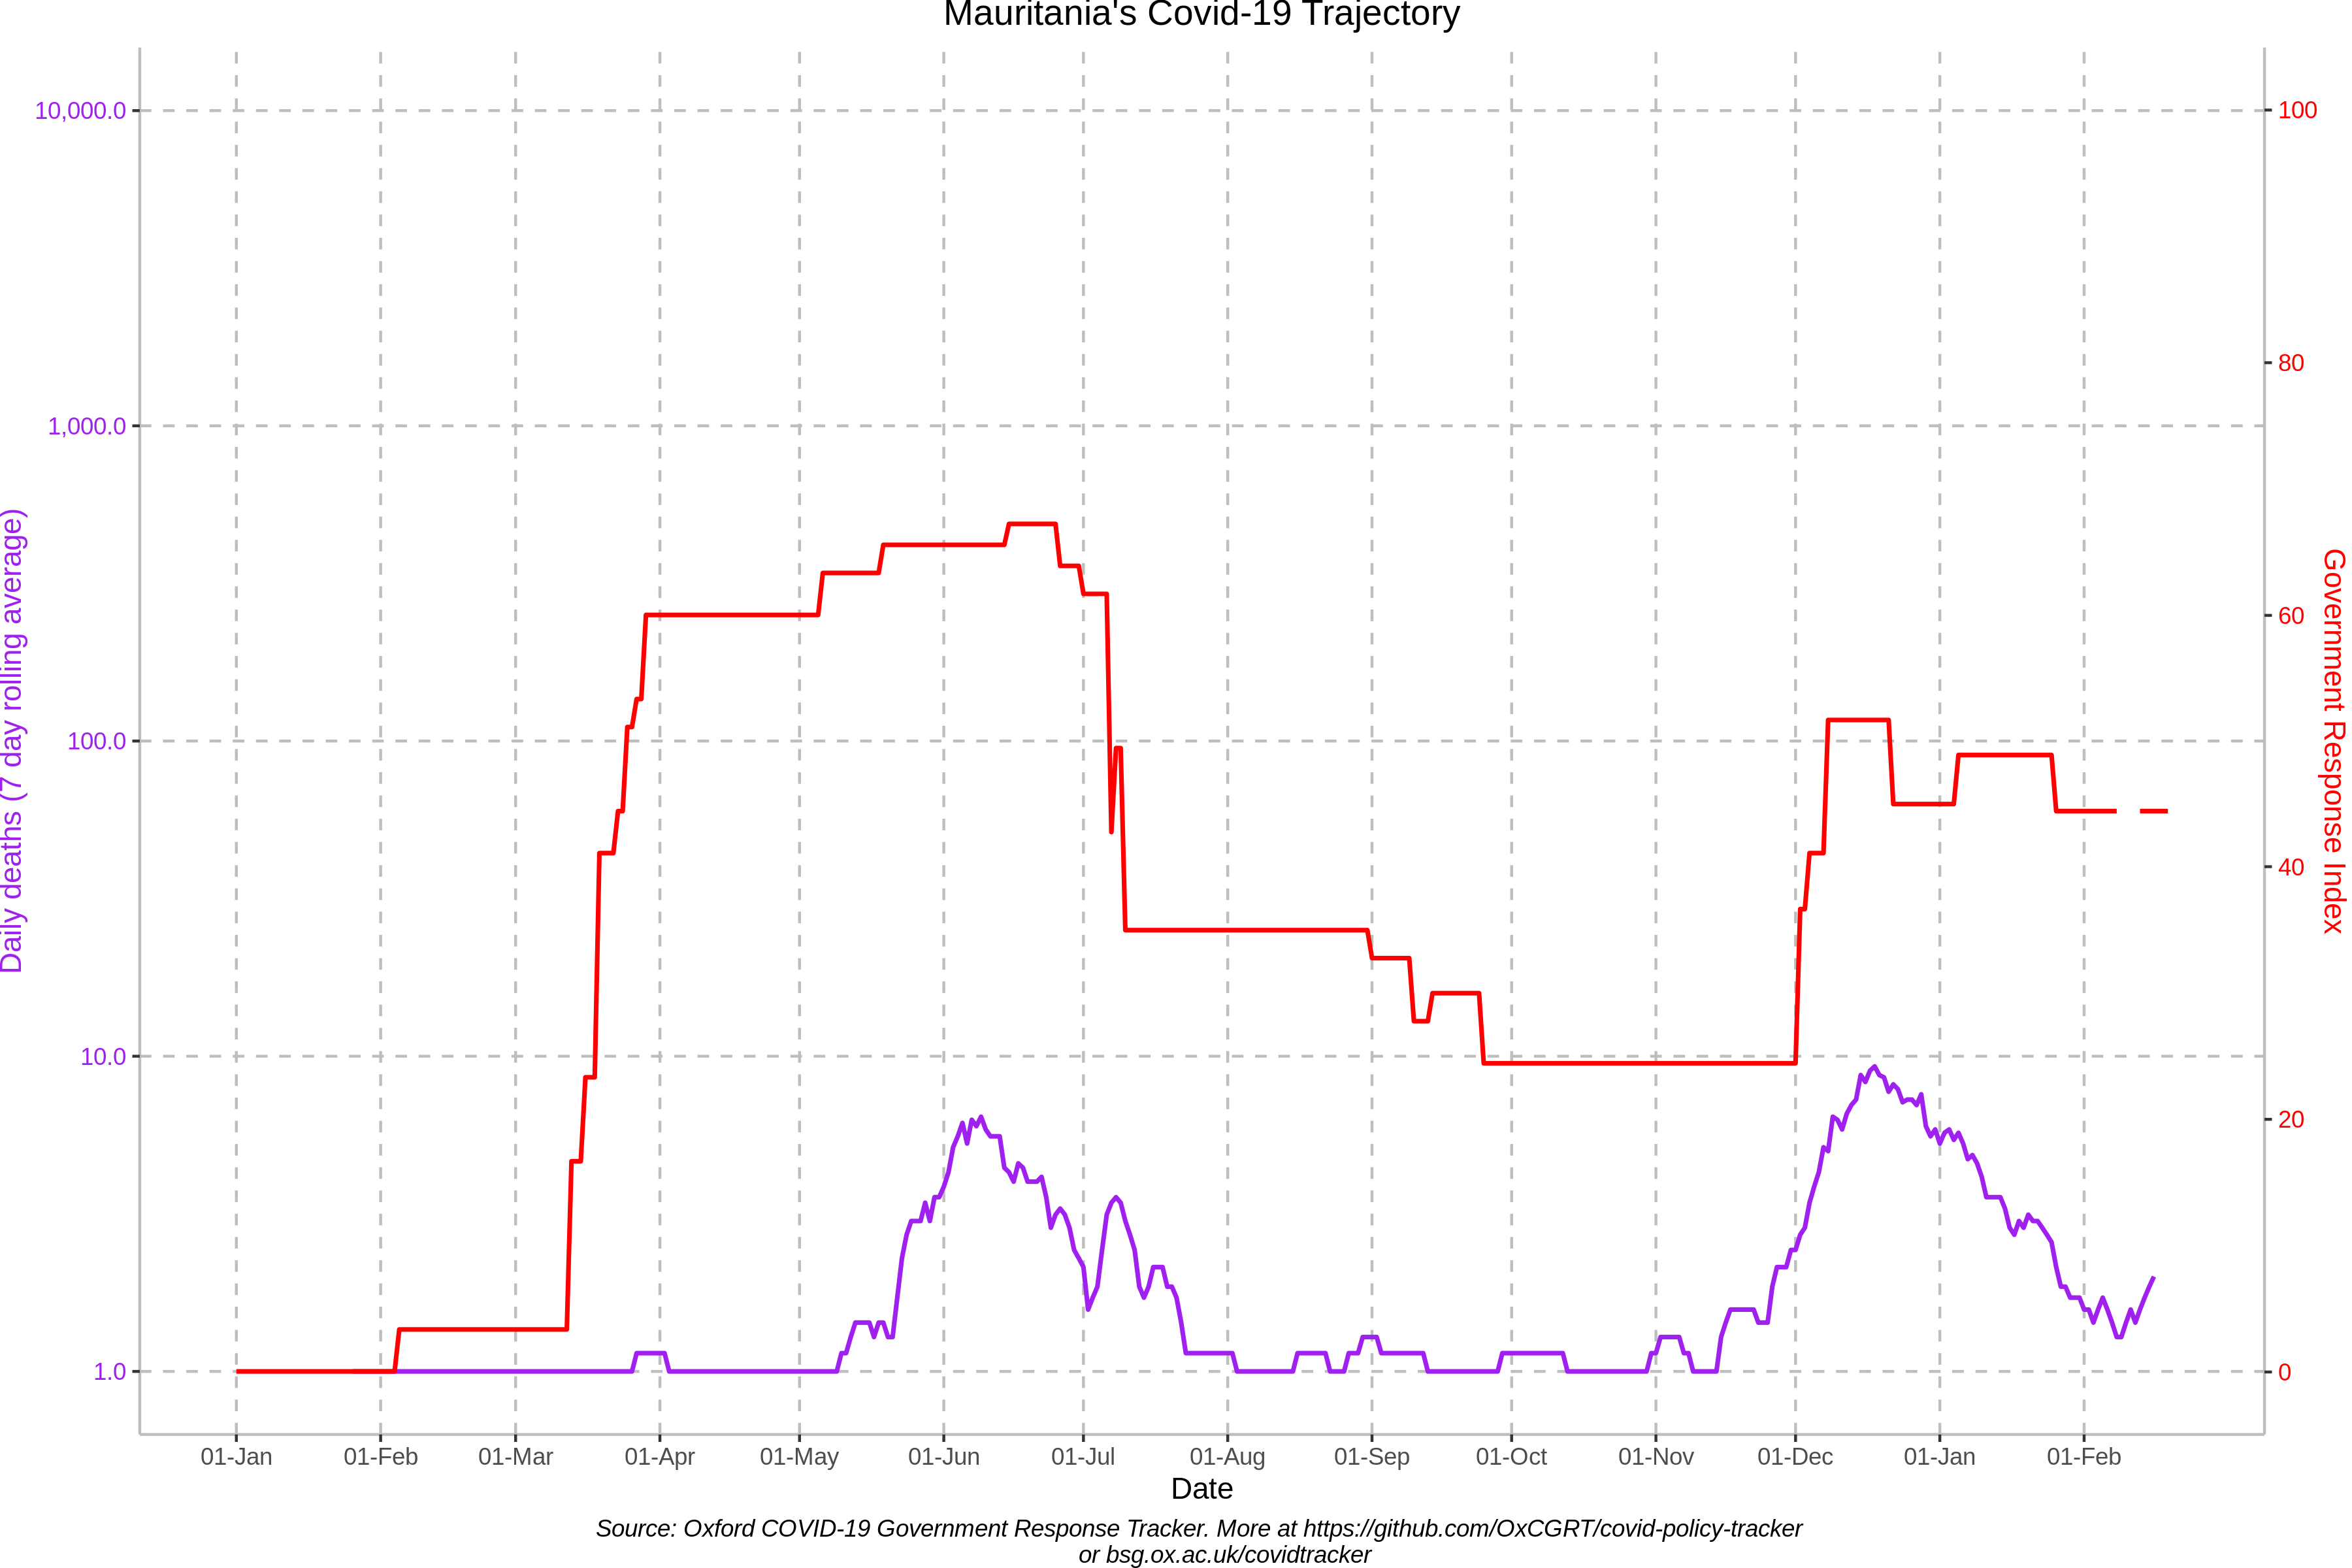 Mauritania's Covid-19 Trajectory
10,000.0
1,000.0
100.0
10.0
1.0
Daily deaths (7 day rolling average)
100
80
60
40
20
0
Government Response Index
01-Jan 01-Feb 01-Mar 01-Apr 01-May 01-Jun 01-Jul 01-Aug 01-Sep 01-Oct 01-Nov 01-Dec 01-Jan 01-Feb
Date
Source: Oxford COVID-19 Government Response Tracker. More at https://github.com/OxCGRT/covid-policy-tracker
or bsg.ox.ac.uk/covidtracker